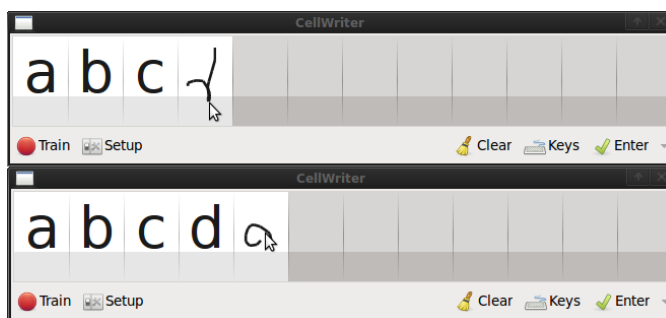 CellWriter
a b c
Train Setup Clear Keys Enter
CellWriter
a b c d
Train Setup Clear Keys Enter